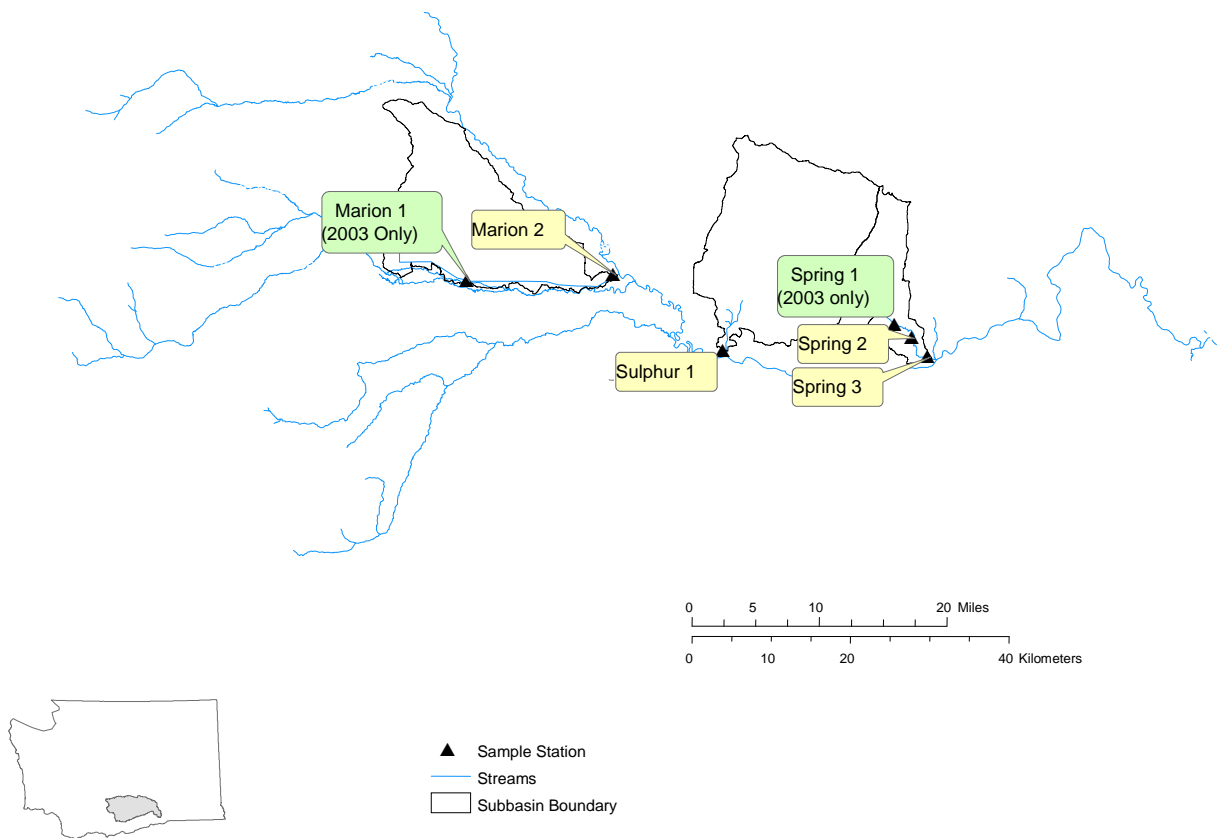 Marion 1
(2003 Only)
Marion 2
Spring 1
(2003 only)
Spring 2
Sulphur 1
Spring 3
0 5 10 20 Miles
0 10 20 40 Kilometers
Sample Station
Streams
Subbasin Boundary